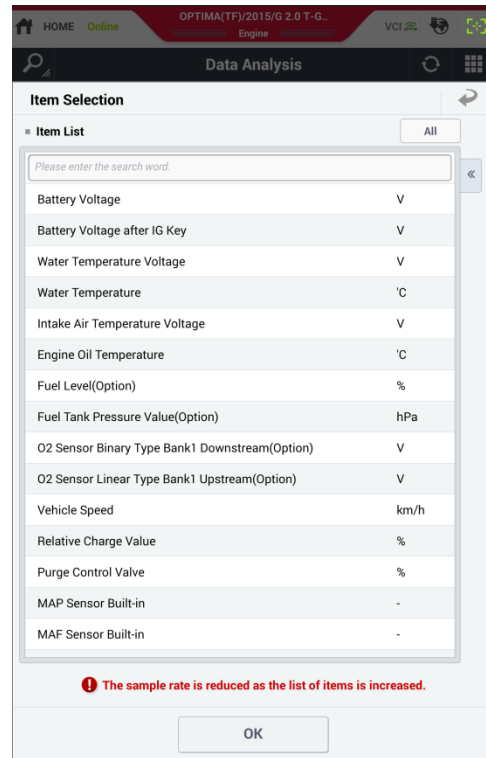 HOME Online
OPTIMA(TF)/2015/G 2.0 T-G..
Engine
VCI
Data Analysis
Item Selection
Item List
All
Please enter the search word.
Battery Voltage V
Battery Voltage after IG Key V
Water Temperature Voltage V
Water Temperature 'C
Intake Air Temperature Voltage V
Engine Oil Temperature 'C
Fuel Level(Option) %
Fuel Tank Pressure Value(Option) hPa
O2 Sensor Binary Type Bank1 Downstream(Option) V
O2 Sensor Linear Type Bank1 Upstream(Option) V
Vehicle Speed km/h
Relative Charge Value %
Purge Control Valve %
MAP Sensor Built-in -
MAF Sensor Built-in -
The sample rate is reduced as the list of items is increased.
OK